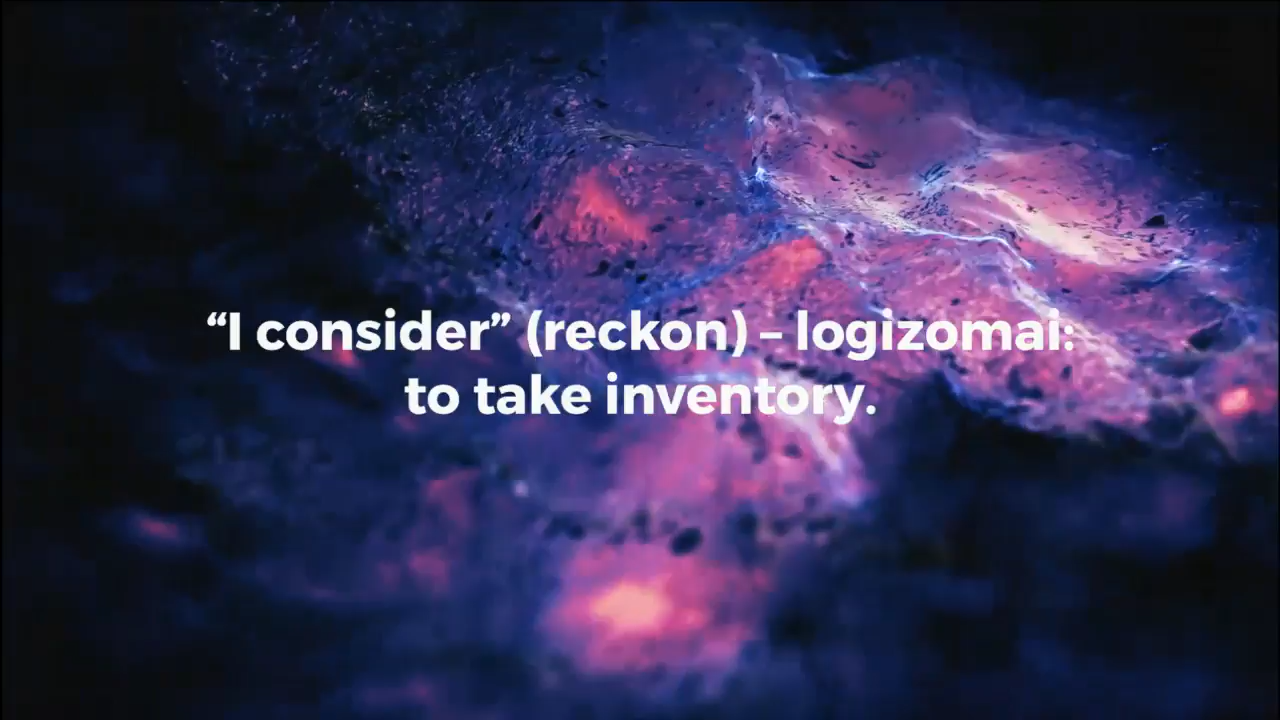 “I consider” (reckon) – logizomai:
to take inventory.